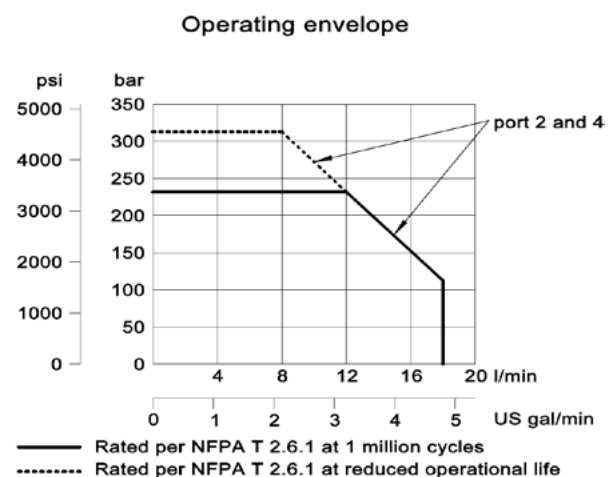 Operating envelope
psi
bar
5000
4000
3000
2000
1000
0
350
300
250
200
150
100
50
0
port 2 and 4
4 8 12 16 20 l/min
0 1 2 3 4 5 US gal/min
Rated per NFPA T 2.6.1 at 1 million cycles
Rated per NFPA T 2.6.1 at reduced operational life